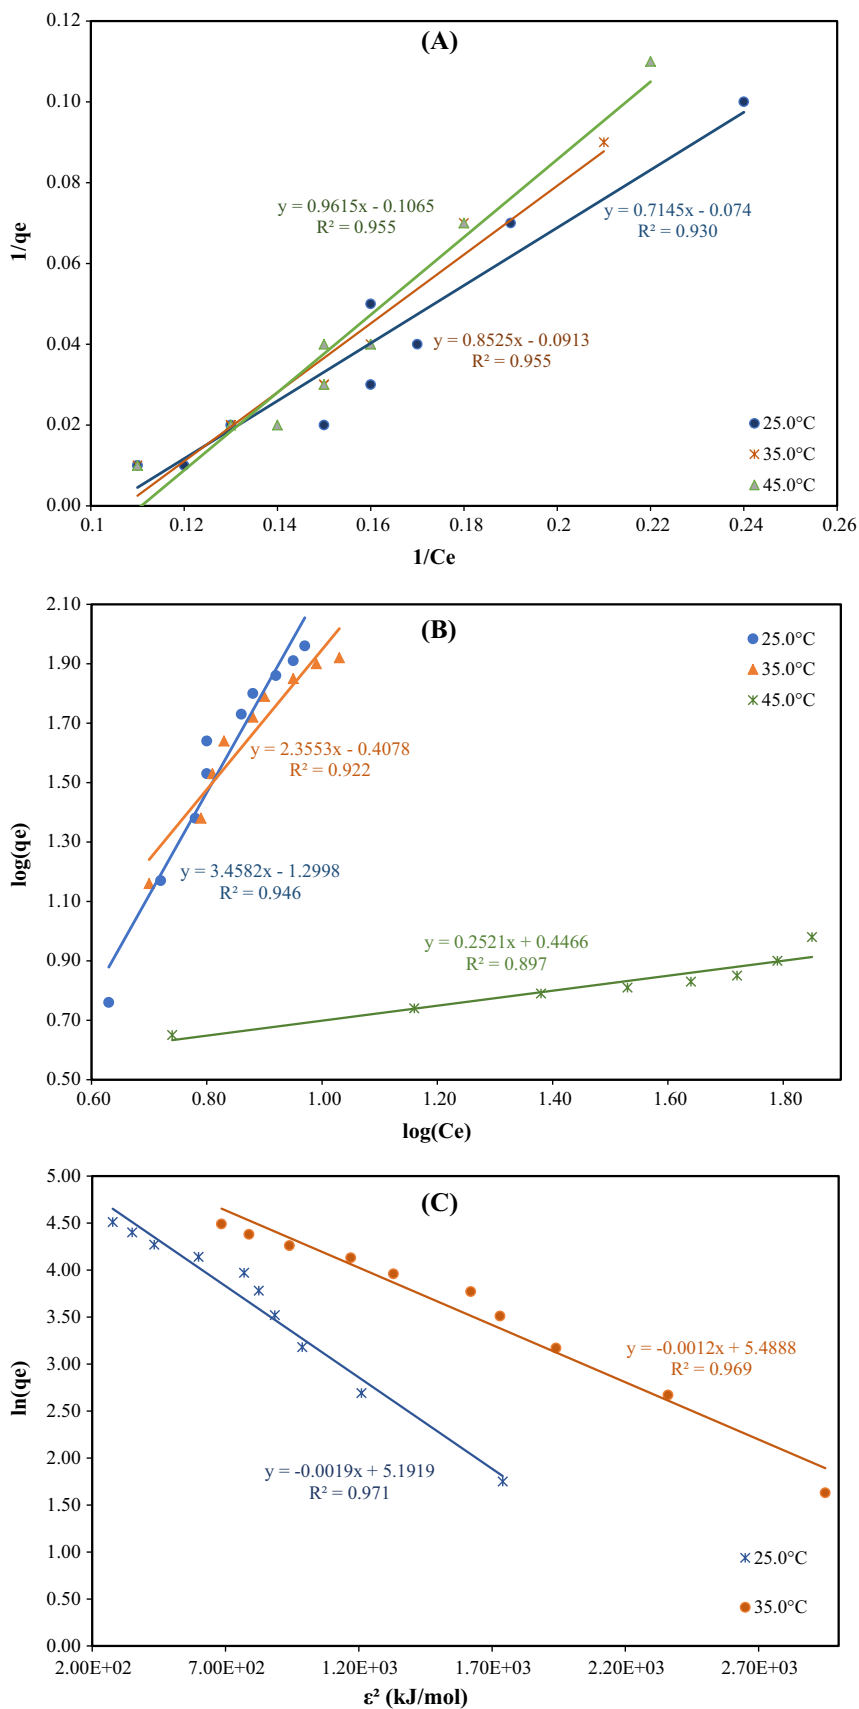 (A)
0.12
0.10
0.08
0.06
0.04
0.02
0.00
1/qe
y = 0.9615x - 0.1065
R² = 0.955
y = 0.7145x - 0.074
R² = 0.930
y = 0.8525x - 0.0913
R² = 0.955
25.0°C
35.0°C
45.0°C
0.1 0.12 0.14 0.16 0.18 0.2 0.22 0.24 0.26
1/Ce
(B)
2.10
1.90
1.70
1.50
1.30
1.10
0.90
0.70
0.50
log(qe)
25.0°C
35.0°C
45.0°C
y = 2.3553x - 0.4078
R² = 0.922
y = 3.4582x - 1.2998
R² = 0.946
y = 0.2521x + 0.4466
R² = 0.897
0.60 0.80 1.00 1.20 1.40 1.60 1.80
log(Ce)
(C)
5.00
4.50
4.00
3.50
3.00
2.50
2.00
1.50
1.00
0.50
0.00
ln(qe)
y = -0.0012x + 5.4888
R² = 0.969
y = -0.0019x + 5.1919
R² = 0.971
25.0°C
35.0°C
2.00E+02 7.00E+02 1.20E+03 1.70E+03 2.20E+03 2.70E+03
ε² (kJ/mol)